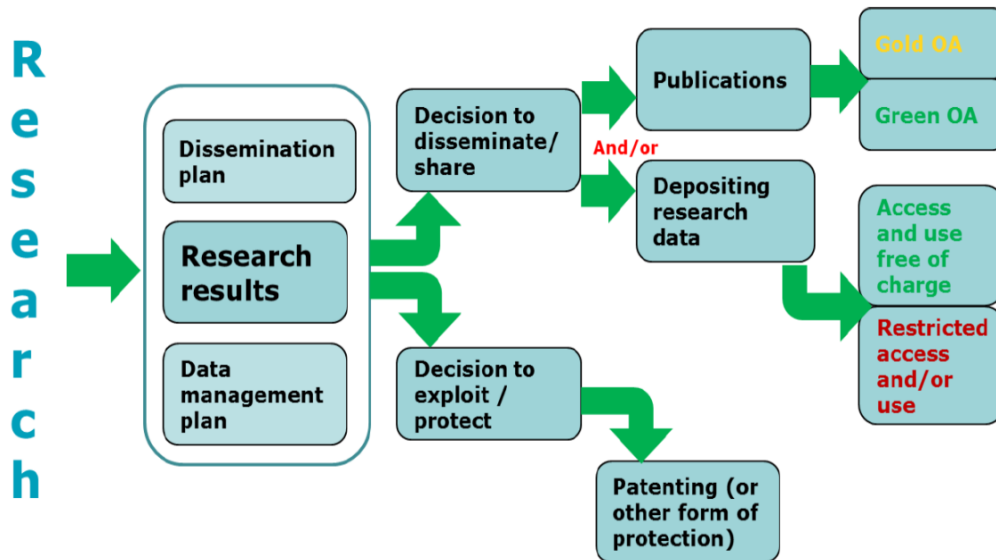 Research
Dissemination
plan
Research
results
Data
management
plan
Decision to
disseminate/
share
And/or
Decision to
exploit /
protect
Publications
Depositing
research
data
Patenting (or
other form of
protection)
Gold OA
Green OA
Access
and use
free of
charge
Restricted
access
and/or
use